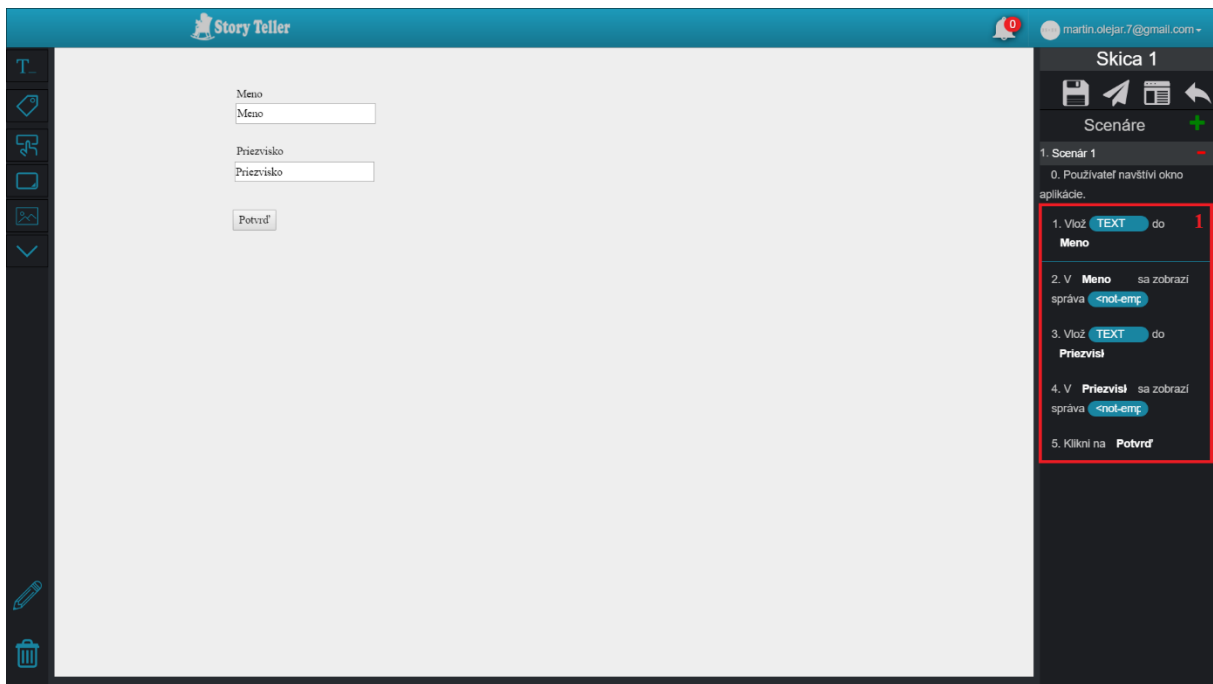 Story Teller
0
martin.olejar.7@gmail.com
T_
Skica 1
Meno
Meno
Priezvisko
Priezvisko
Potvrď
Scenáre
1. Scenár 1
0. Používateľ navštívi okno
aplikácie.
1. Vlož TEXT do
Meno
1
2. V Meno sa zobrazí
správa <not-emp
3. Vlož TEXT do
Priezvisk
4. V Priezvisk sa zobrazí
správa <not-emp
5. Klikni na Potvrď